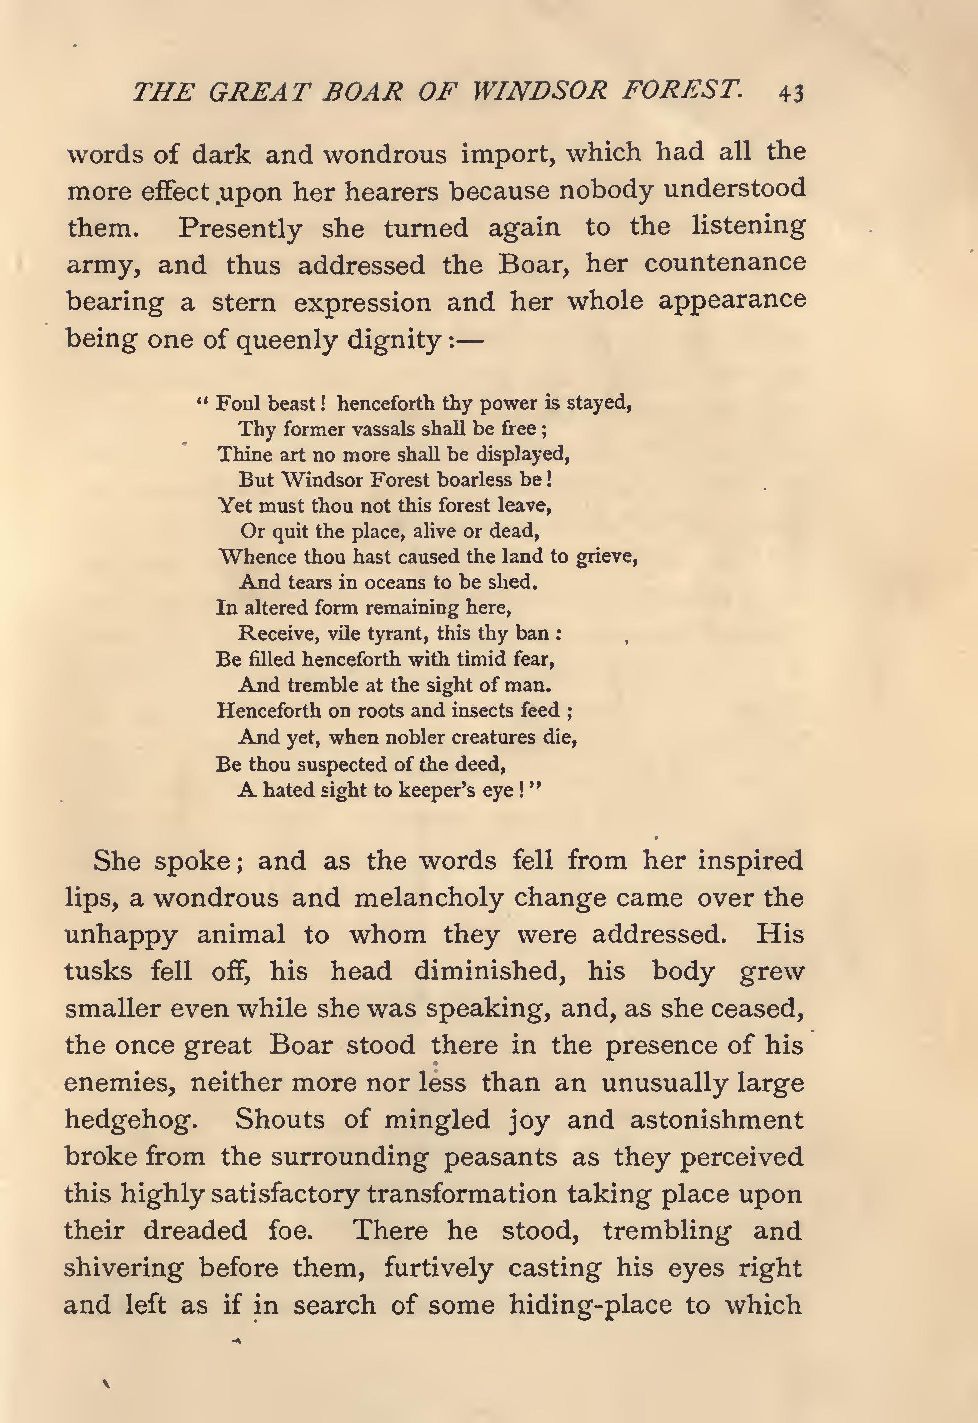 THE GREAT BOAR OF WINDSOR FOREST. 43
words of dark and wondrous import, which had all the
more effect upon her hearers because nobody understood
them. Presently she turned again to the listening
army, and thus addressed the Boar, her countenance
bearing a stern expression and her whole appearance
being one of queenly dignity:—
“ Foul beast! henceforth thy power is stayed,
Thy former vassals shall be free;
Thine art no more shall be displayed,
But Windsor Forest boarless be!
Yet must thou not this forest leave,
Or quit the place, alive or dead,
Whence thou hast caused the land to grieve,
And tears in oceans to be shed.
In altered form remaining here,
Receive, vile tyrant, this thy ban :
Be filled henceforth with timid fear,
And tremble at the sight of man.
Henceforth on roots and insects feed ;
And yet, when nobler creatures die,
Be thou suspected of the deed,
A hated sight to keeper’s eye! ”
She spoke; and as the words fell from her inspired
lips, a wondrous and melancholy change came over the
unhappy animal to whom they were addressed. His
tusks fell off, his head diminished, his body grew
smaller even while she was speaking, and, as she ceased,
the once great Boar stood there in the presence of his
enemies, neither more nor less than an unusually large
hedgehog. Shouts of mingled joy and astonishment
broke from the surrounding peasants as they perceived
this highly satisfactory transformation taking place upon
their dreaded foe. There he stood, trembling and
shivering before them, furtively casting his eyes right
and left as if in search of some hiding-place to which